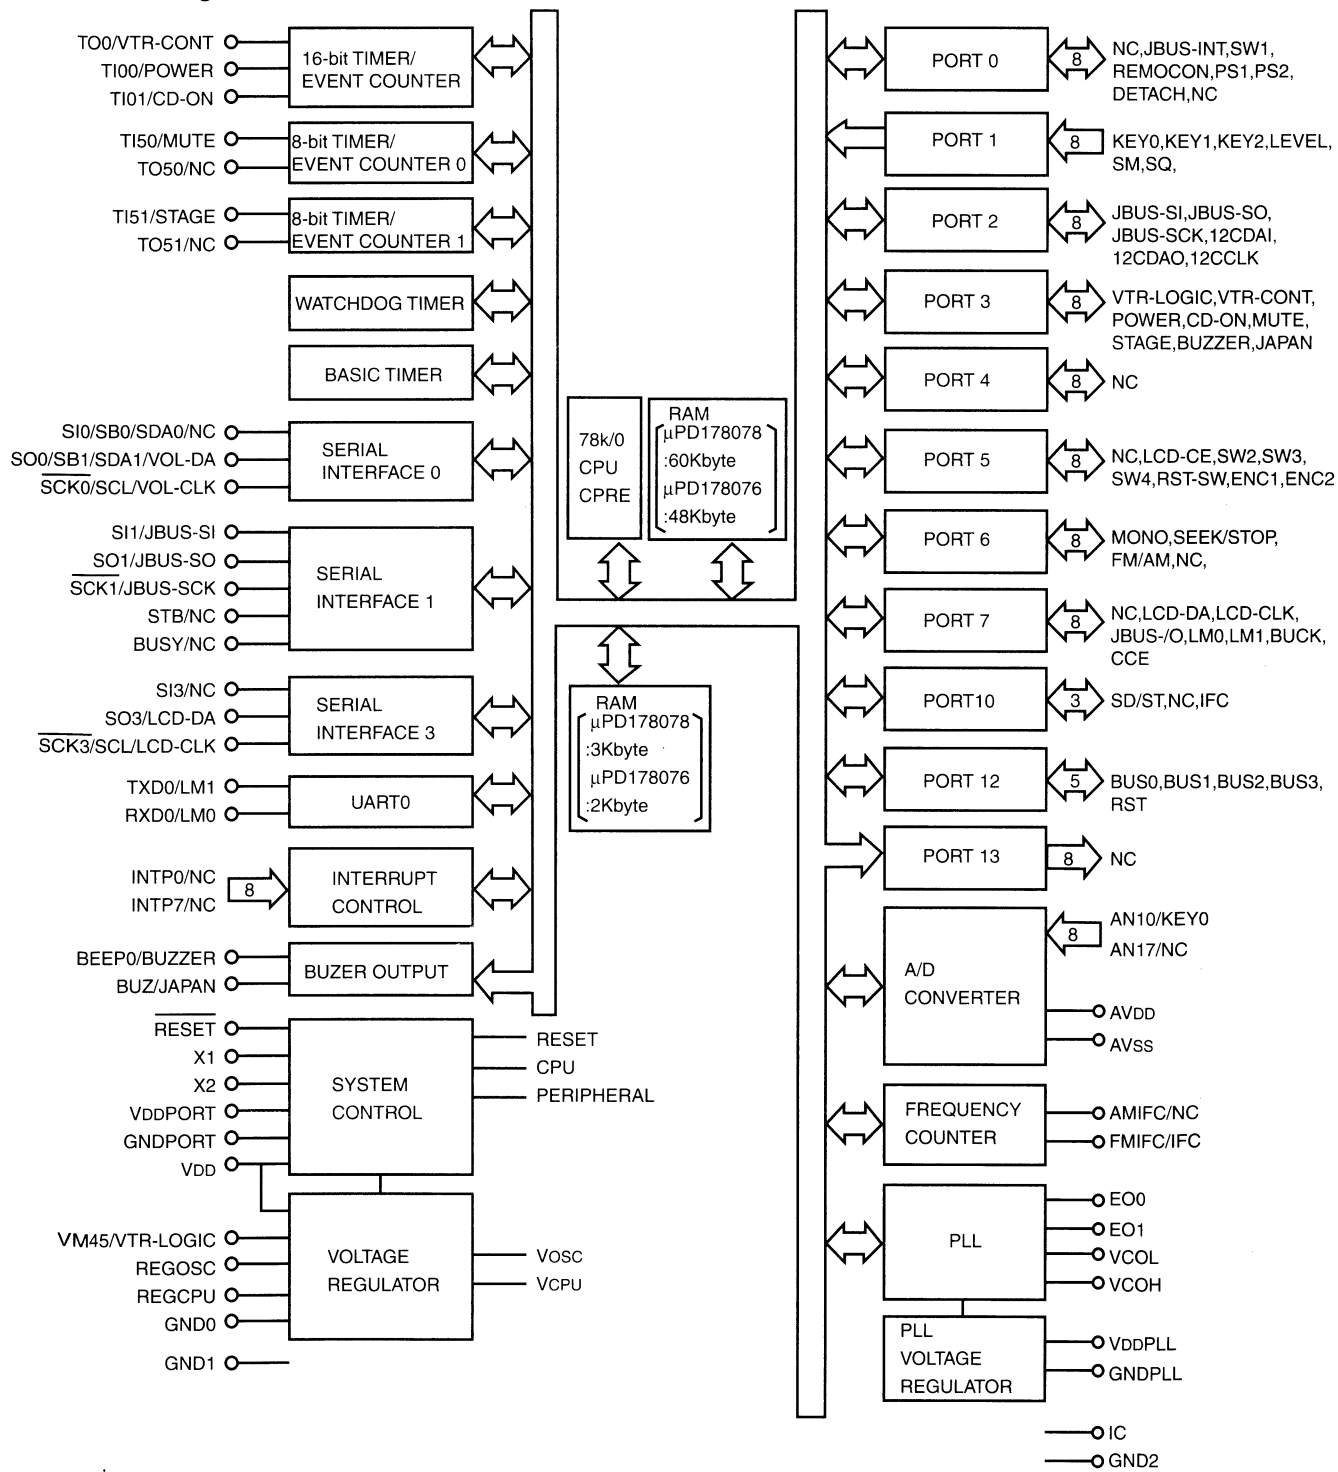 TO0/VTR-CONT
TI00/POWER
TI01/CD-ON
16-bit TIMER/
EVENT COUNTER
TI50/MUTE
TO50/NC
8-bit TIMER/
EVENT COUNTER 0
TI51/STAGE
TO51/NC
8-bit TIMER/
EVENT COUNTER 1
WATCHDOG TIMER
BASIC TIMER
SI0/SB0/SDA0/NC
SO0/SB1/SDA1/VOL-DA
SCK0/SCL/VOL-CLK
SERIAL
INTERFACE 0
SI1/JBUS-SI
SO1/JBUS-SO
SCK1/JBUS-SCK
STB/NC
BUSY/NC
SERIAL
INTERFACE 1
SI3/NC
SO3/LCD-DA
SCK3/SCL/LCD-CLK
SERIAL
INTERFACE 3
TXD0/LM1
RXD0/LM0
UART0
INTP0/NC
INTP7/NC
8
INTERRUPT
CONTROL
BEEP0/BUZZER
BUZ/JAPAN
BUZER OUTPUT
RESET
X1
X2
VDDPORT
GNDPORT
VDD
SYSTEM
CONTROL
RESET
CPU
PERIPHERAL
VM45/VTR-LOGIC
REGOSC
REGCPU
GND0
GND1
VOLTAGE
REGULATOR
VOSC
VCPU
78k/0
CPU
CPRE
RAM
μPD178078
:60Kbyte
μPD178076
:48Kbyte
RAM
μPD178078
:3Kbyte
μPD178076
:2Kbyte
PORT 0
8
NC,JBUS-INT,SW1,
REMOCON,PS1,PS2,
DETACH,NC
PORT 1
8
KEY0,KEY1,KEY2,LEVEL,
SM,SQ,
PORT 2
8
JBUS-SI,JBUS-SO,
JBUS-SCK,12CDAI,
12CDAO,12CCLK
PORT 3
8
VTR-LOGIC,VTR-CONT,
POWER,CD-ON,MUTE,
STAGE,BUZZER,JAPAN
PORT 4
8
NC
PORT 5
8
NC,LCD-CE,SW2,SW3,
SW4,RST-SW,ENC1,ENC2
PORT 6
8
MONO,SEEK/STOP,
FM/AM,NC,
PORT 7
8
NC,LCD-DA,LCD-CLK,
JBUS-/O,LM0,LM1,BUCK,
CCE
PORT10
3
SD/ST,NC,IFC
PORT 12
5
BUS0,BUS1,BUS2,BUS3,
RST
PORT 13
8
NC
A/D
CONVERTER
8
AN10/KEY0
AN17/NC
AVDD
AVSS
FREQUENCY
COUNTER
AMIFC/NC
FMIFC/IFC
PLL
EO0
EO1
VCOL
VCOH
PLL
VOLTAGE
REGULATOR
VDDPLL
GNDPLL
IC
GND2